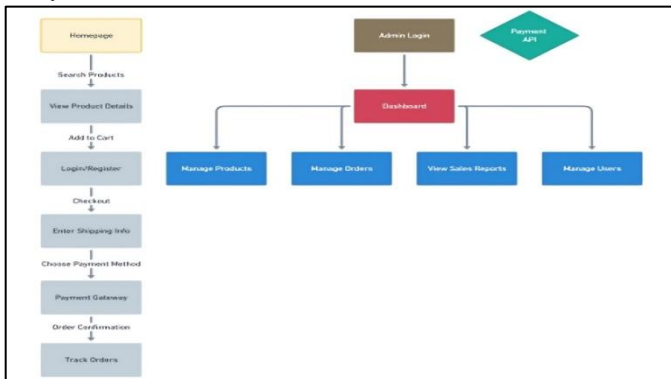 Homepage
Search Products
View Product Details
Add to Cart
Login/Register
Checkout
Enter Shipping Info
Choose Payment Method
Payment Gateway
Order Confirmation
Track Orders
Admin Login
Payment
API
Dashboard
Manage Products
Manage Orders
View Sales Reports
Manage Users